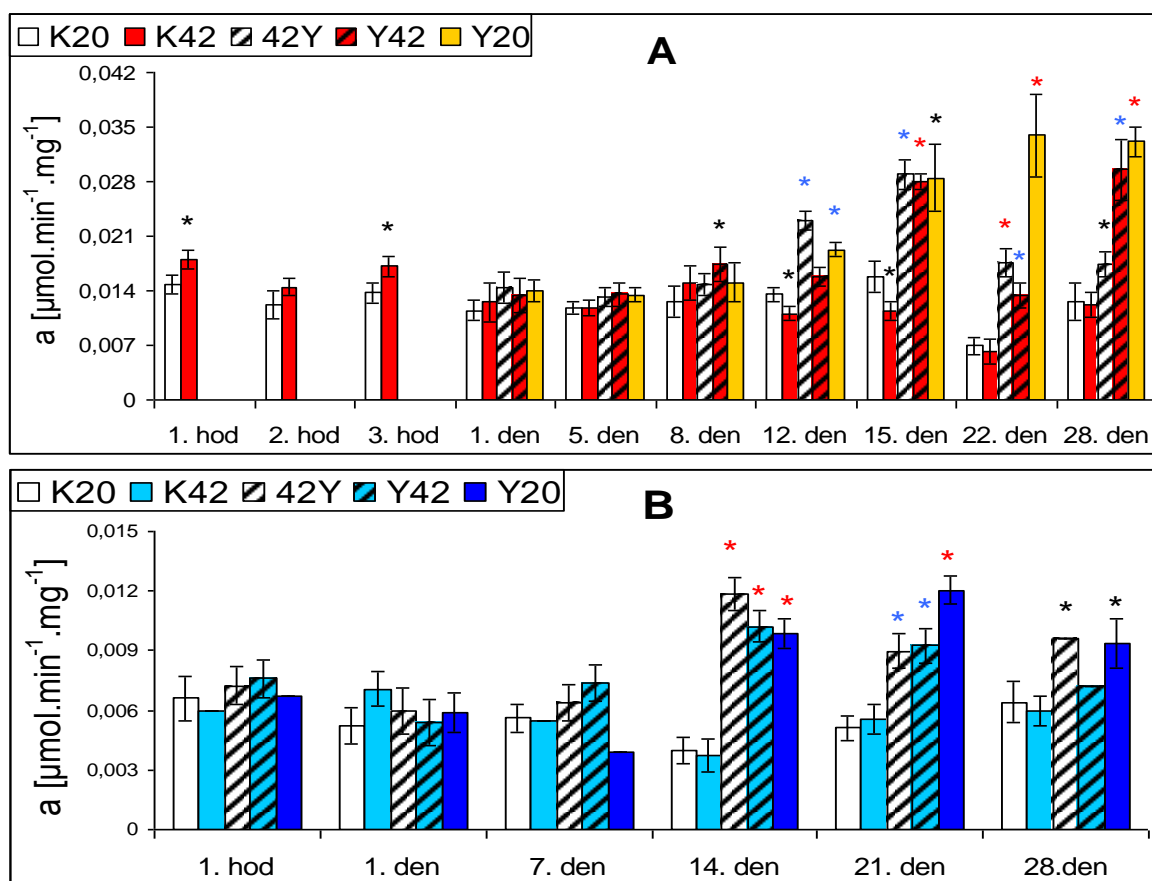 K20 K42 42Y Y42 Y20
A
a [µmol.min⁻¹.mg⁻¹]
0,042
0,035
0,028
0,021
0,014
0,007
0
* * * * * * * * * * * * * * * * *
1. hod 2. hod 3. hod 1. den 5. den 8. den 12. den 15. den 22. den 28. den
K20 K42 42Y Y42 Y20
B
a [µmol.min⁻¹.mg⁻¹]
0,015
0,012
0,009
0,006
0,003
0
* * * * * * * *
1. hod 1. den 7. den 14. den 21. den 28.den